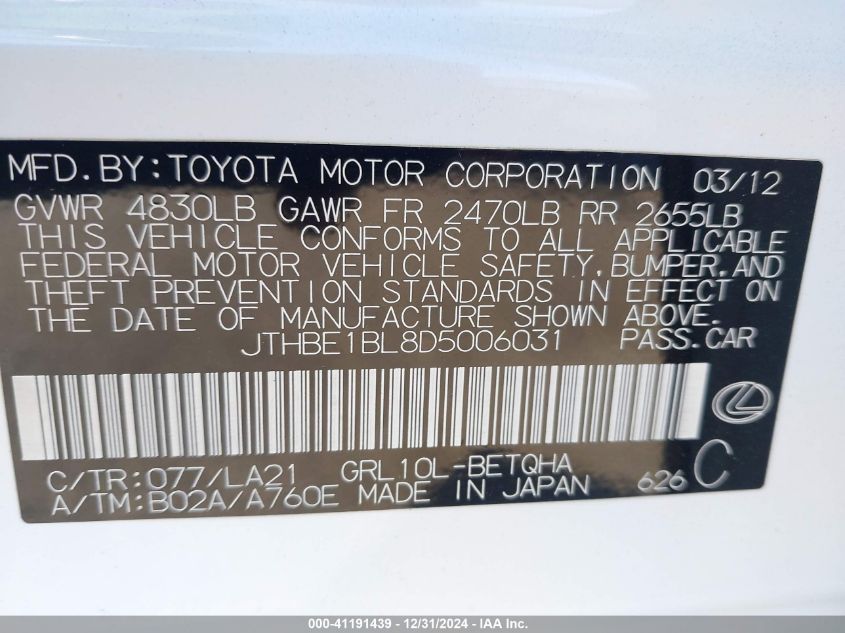 MFD.BY:TOYOTA MOTOR CORPORATION 03/12
GVWR 4830LB GAWR FR 2470LB RR 2655LB
THIS VEHICLE CONFORMS TO ALL APPLICABLE
FEDERAL MOTOR VEHICLE SAFETY,BUMPER,AND
THEFT PREVENTION STANDARDS IN EFFECT ON
THE DATE OF MANUFACTURE SHOWN ABOVE.
JTHBE1BL8D5006031 PASS.CAR
C/TR:077/LA21 GRL10L-BETQHA
A/TM:B02A/A760E MADE IN JAPAN 626 C
000-41191439 - 12/31/2024 - IAA Inc.